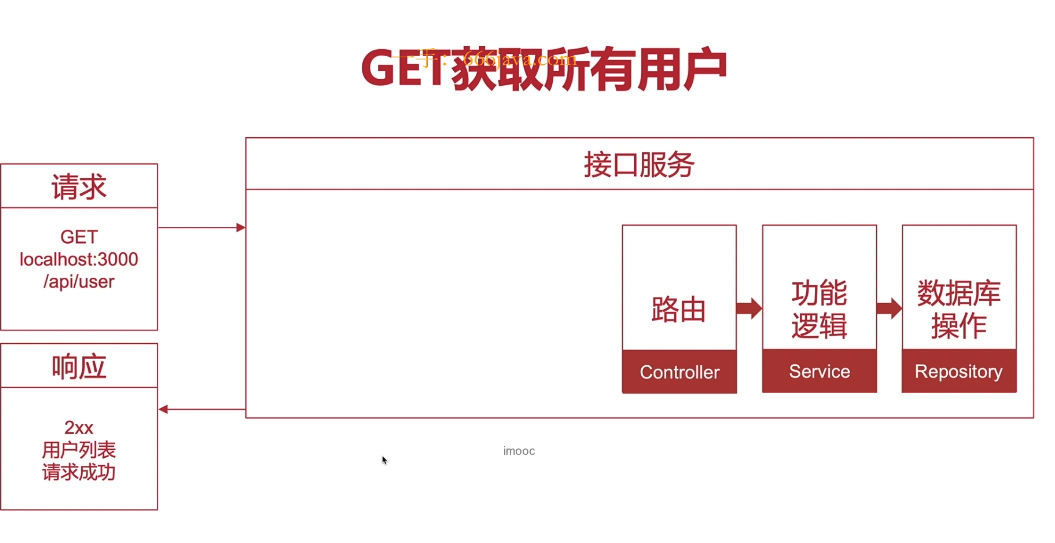 GET获取所有用户
一手：666java.com
接口服务
请求
GET
localhost:3000
/api/user
响应
2xx
用户列表
请求成功
路由
Controller
功能
逻辑
Service
数据库
操作
Repository
imooc